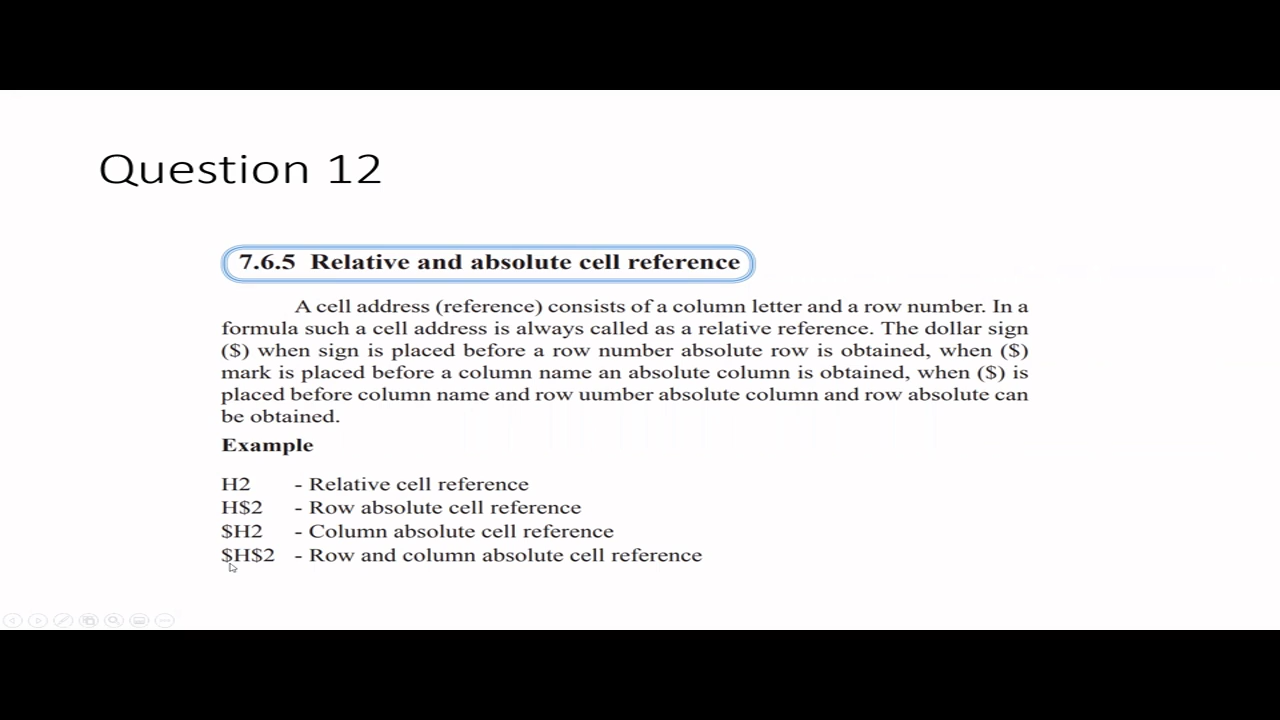 Question 12
7.6.5 Relative and absolute cell reference
A cell address (reference) consists of a column letter and a row number. In a
formula such a cell address is always called as a relative reference. The dollar sign
($) when sign is placed before a row number absolute row is obtained, when ($)
mark is placed before a column name an absolute column is obtained, when ($) is
placed before column name and row uumber absolute column and row absolute can
be obtained.
Example
H2 - Relative cell reference
H$2 - Row absolute cell reference
$H2 - Column absolute cell reference
$H$2 - Row and column absolute cell reference